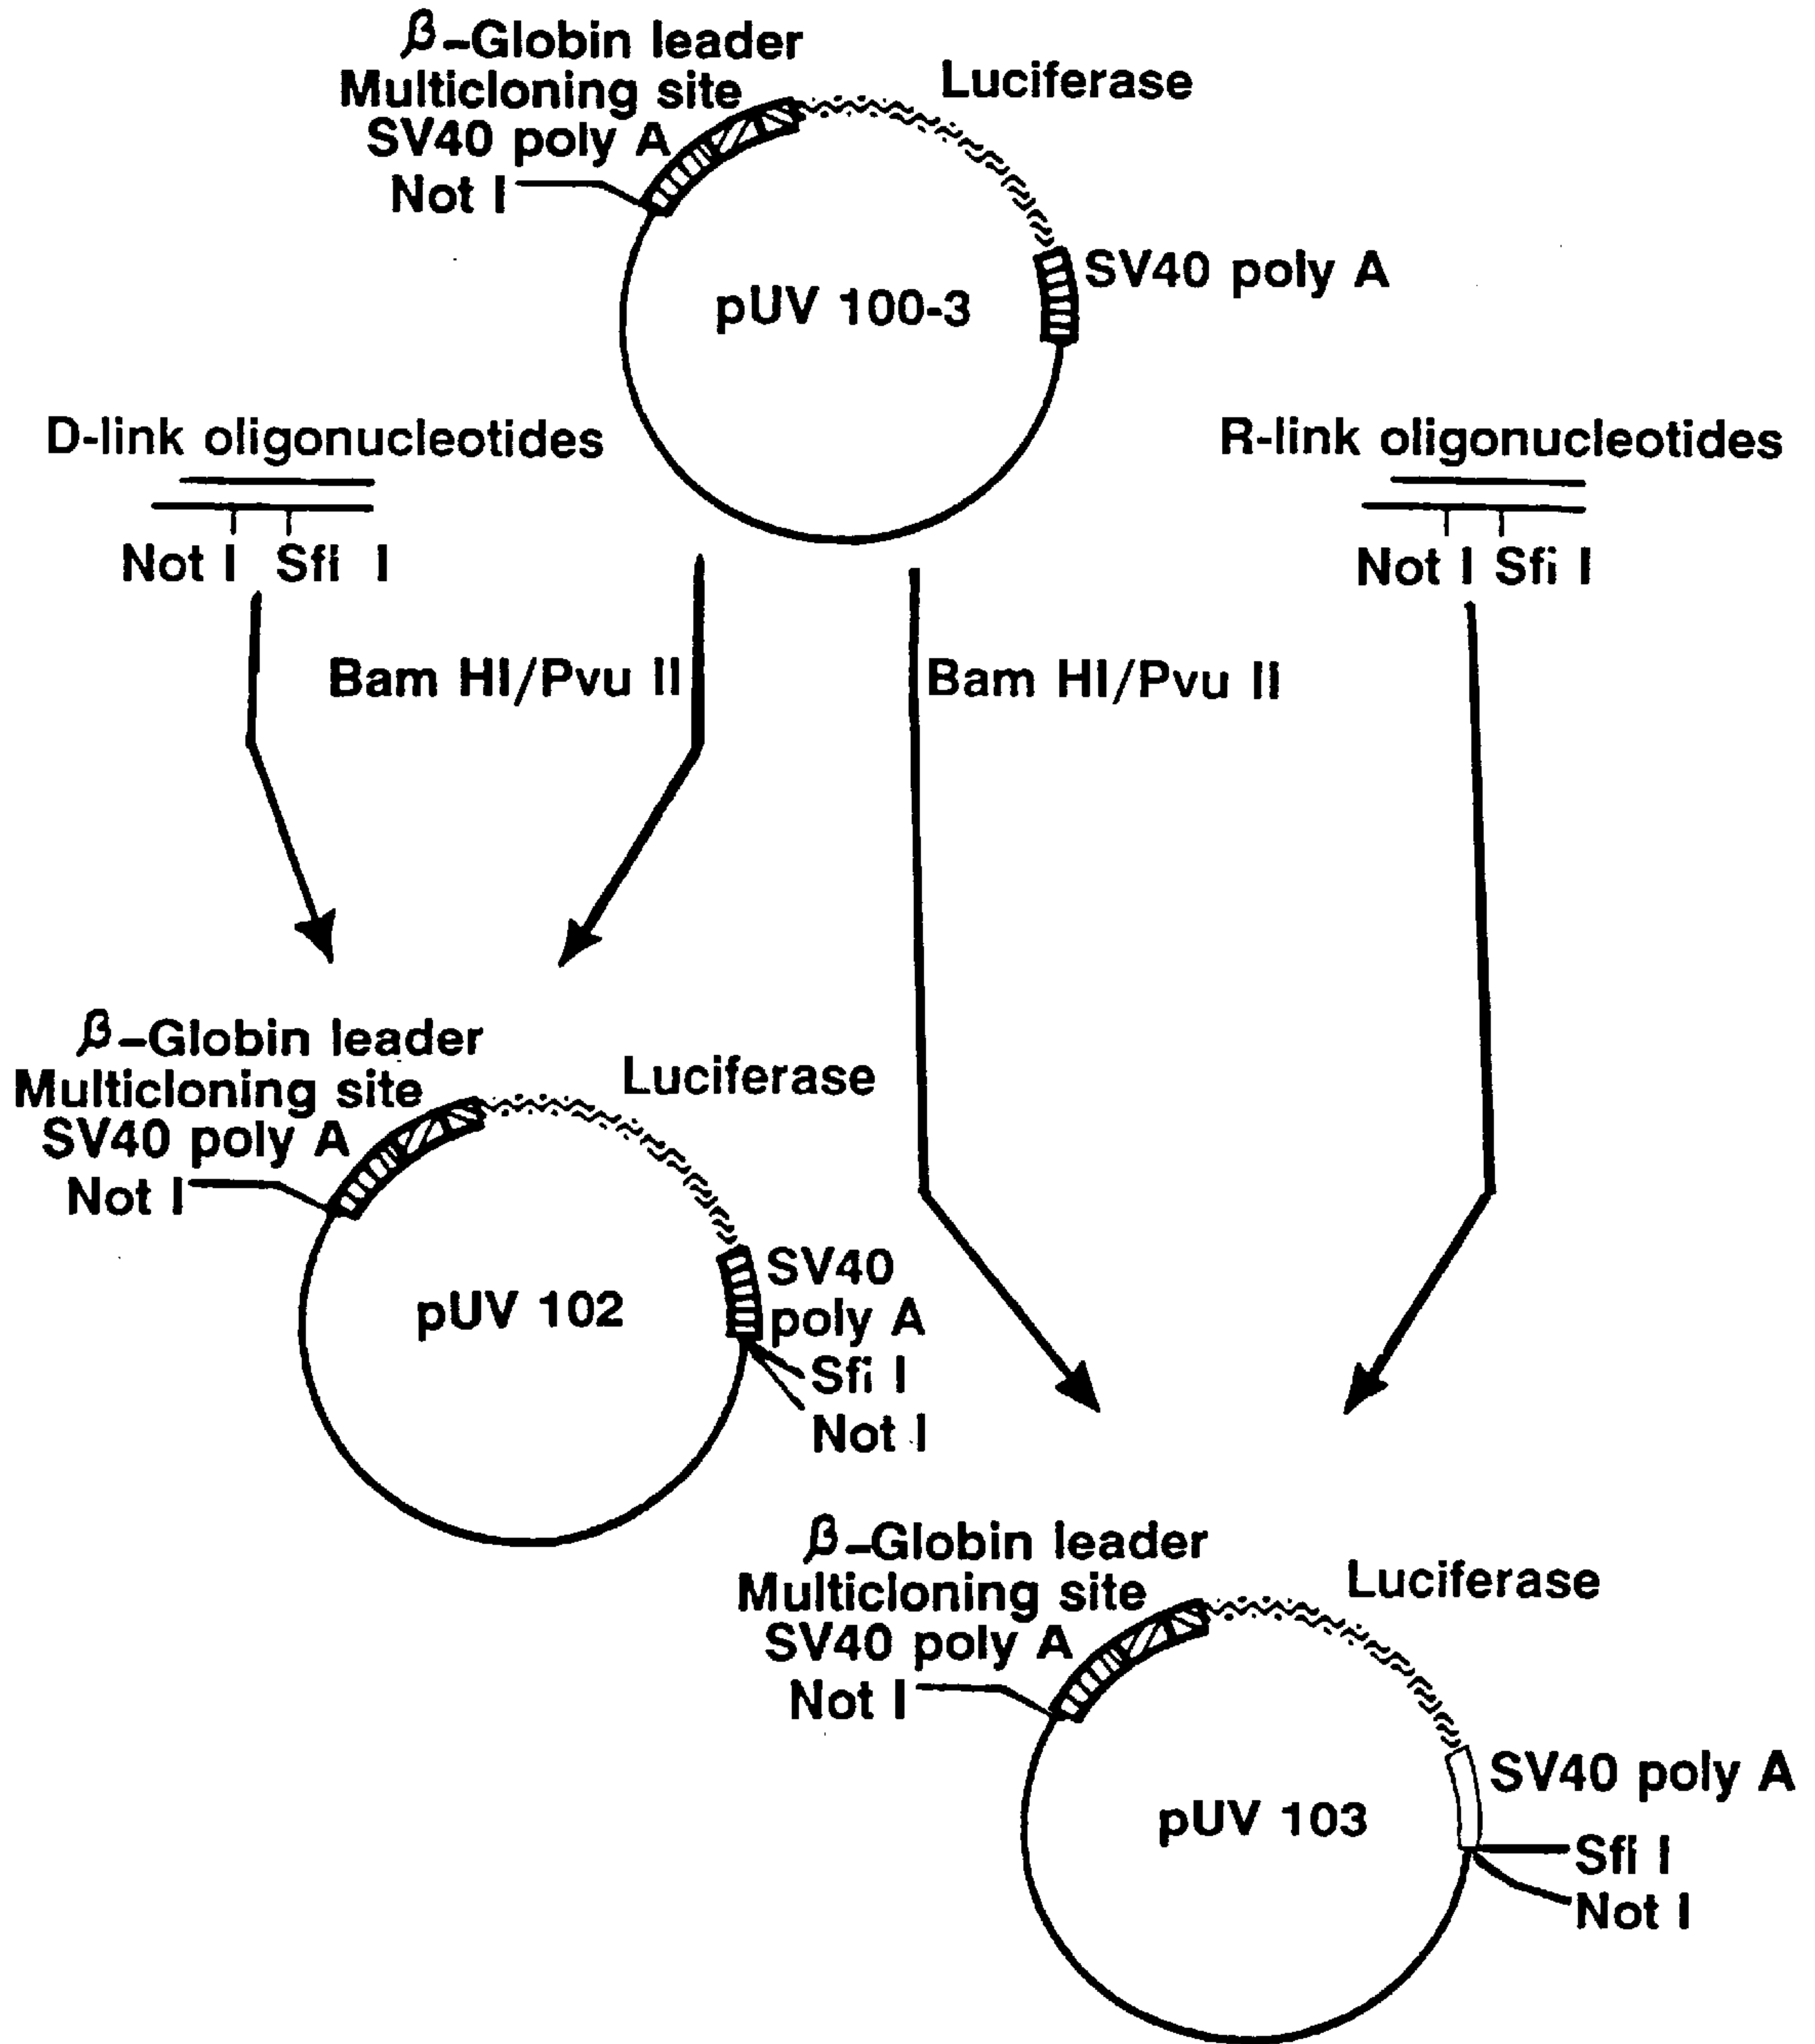 β-Globin leader
Multicloning site
SV40 poly A
Not I
Luciferase
SV40 poly A
pUV 100-3
D-link oligonucleotides
Not I Sfi I
R-link oligonucleotides
Not I Sfi I
Bam HI/Pvu II
Bam HI/Pvu II
β-Globin leader
Multicloning site
SV40 poly A
Not I
Luciferase
SV40
poly A
Sfi I
Not I
pUV 102
β-Globin leader
Multicloning site
SV40 poly A
Not I
Luciferase
SV40 poly A
Sfi I
Not I
pUV 103